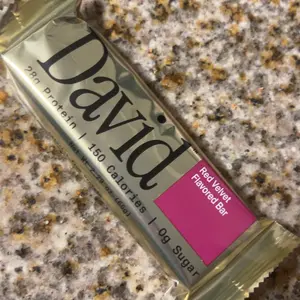 David
28g Protein | 150 Calories | 0g Sugar
Red Velvet
Flavored Bar